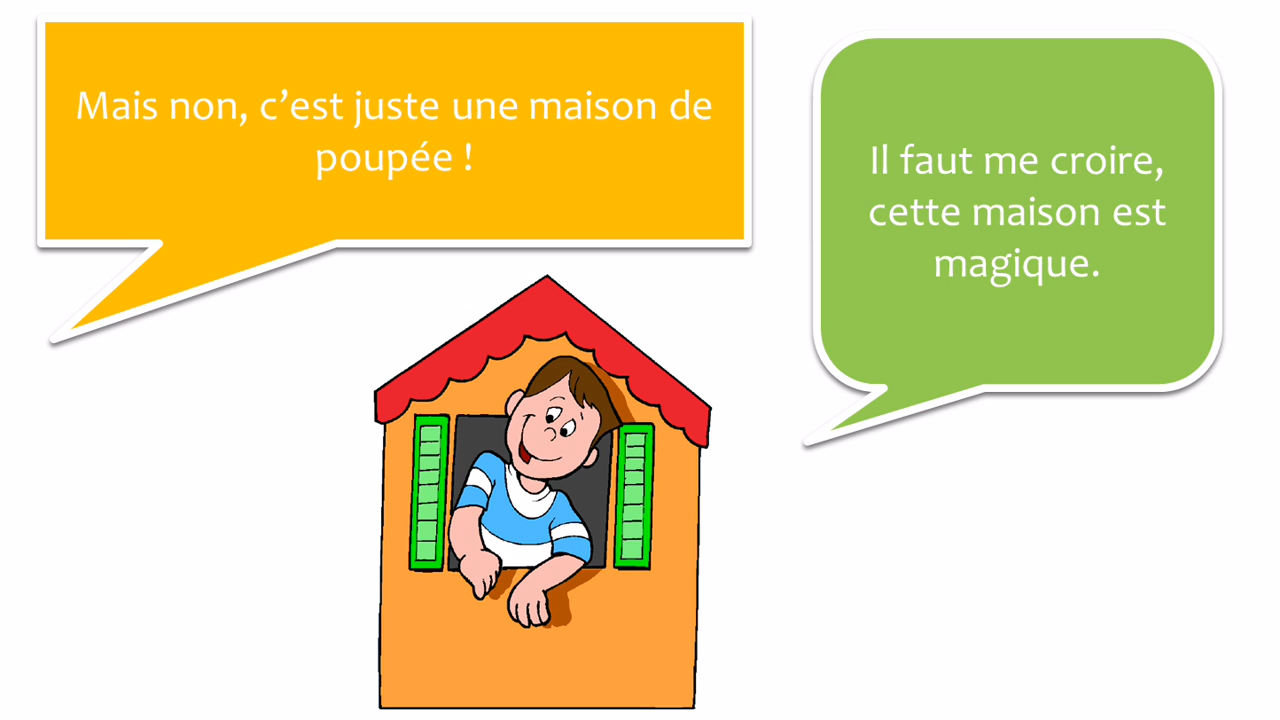 Mais non, c’est juste une maison de
poupée !
Il faut me croire,
cette maison est
magique.